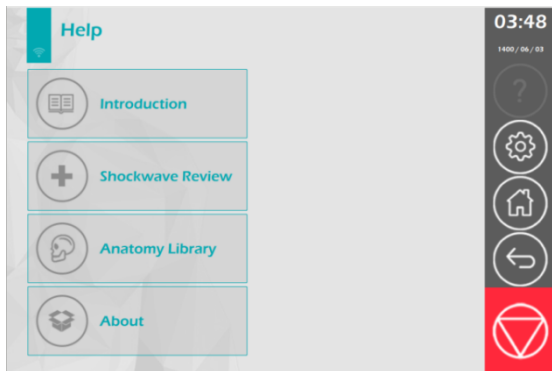 Help
03:48
1400/06/03
Introduction
?
Shockwave Review
Anatomy Library
About